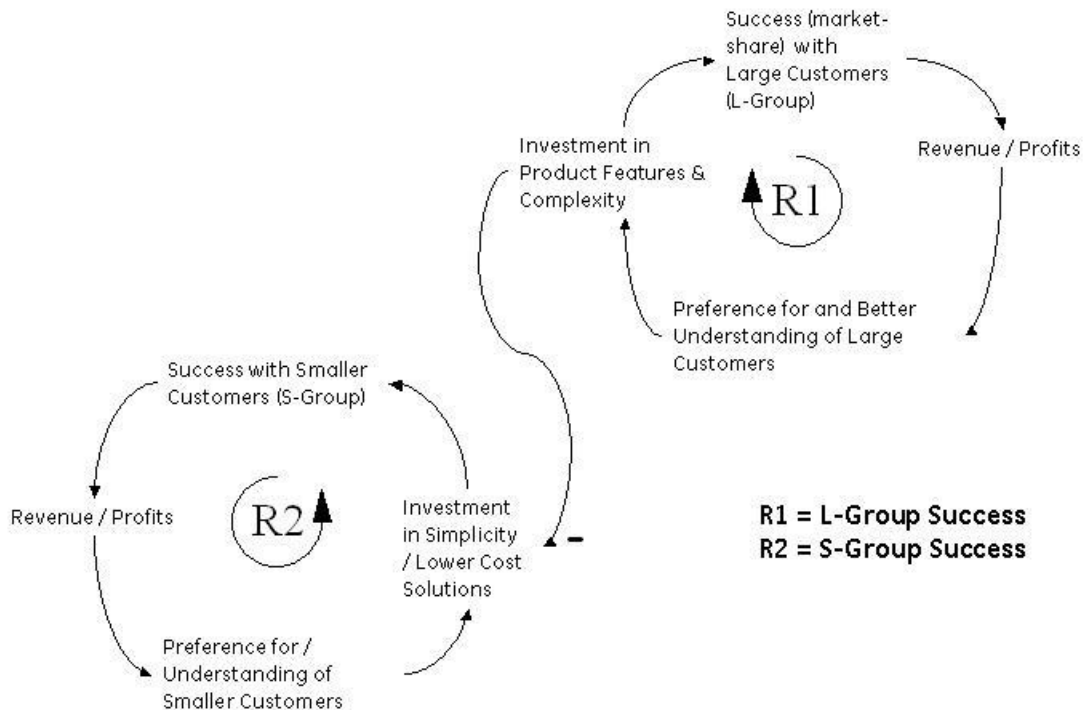 Success (market-
share) with
Large Customers
(L-Group)
Investment in
Product Features &
Complexity
Revenue / Profits
R1
Preference for and Better
Understanding of Large
Customers
Success with Smaller
Customers (S-Group)
Revenue / Profits
R2
Investment
in Simplicity
/ Lower Cost
Solutions
-
Preference for /
Understanding of
Smaller Customers
R1 = L-Group Success
R2 = S-Group Success